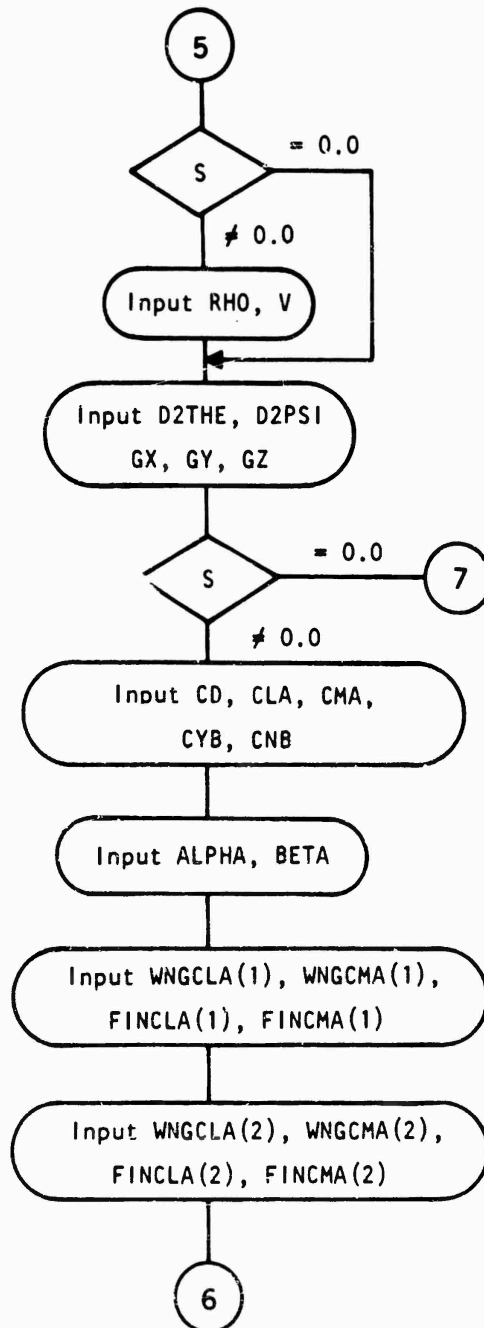 5
S
= 0.0
≠ 0.0
Input RHO, V
Input D2THE, D2PSI
GX, GY, GZ
S
= 0.0
7
≠ 0.0
Input CD, CLA, CMA,
CYB, CNB
Input ALPHA, BETA
Input WNGCLA(1), WNGCMA(1),
FINCLA(1), FINCMA(1)
Input WNGCLA(2), WNGCMA(2),
FINCLA(2), FINCMA(2)
6